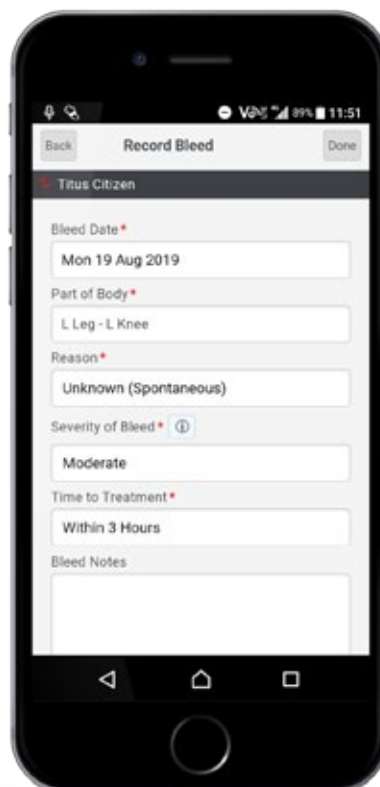 89% 11:51
Back Record Bleed Done
Titus Citizen
Bleed Date*
Mon 19 Aug 2019
Part of Body*
L Leg - L Knee
Reason*
Unknown (Spontaneous)
Severity of Bleed*
Moderate
Time to Treatment*
Within 3 Hours
Bleed Notes